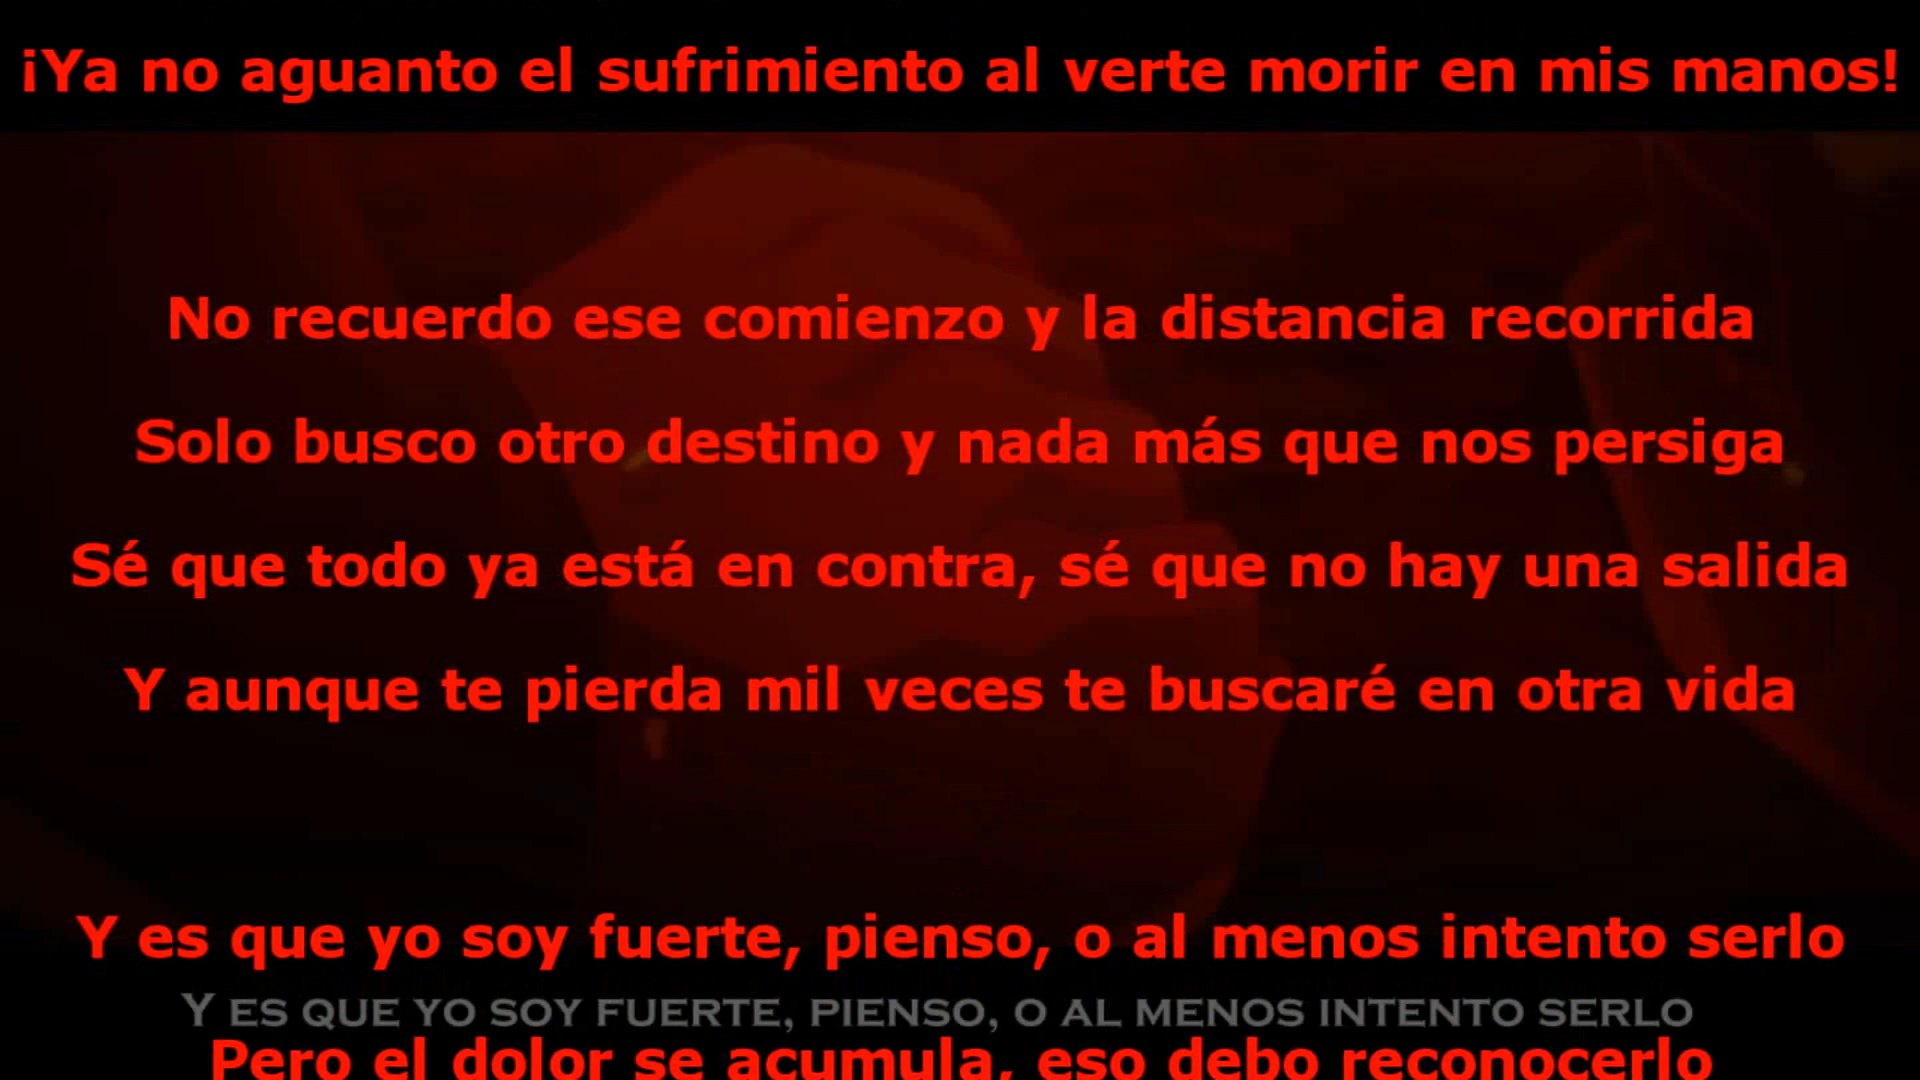 ¡Ya no aguanto el sufrimiento al verte morir en mis manos!
No recuerdo ese comienzo y la distancia recorrida
Solo busco otro destino y nada más que nos persiga
Sé que todo ya está en contra, sé que no hay una salida
Y aunque te pierda mil veces te buscaré en otra vida
Y es que yo soy fuerte, pienso, o al menos intento serlo
Y ES QUE YO SOY FUERTE, PIENSO, O AL MENOS INTENTO SERLO
Pero el dolor se acumula, eso debo reconocerlo